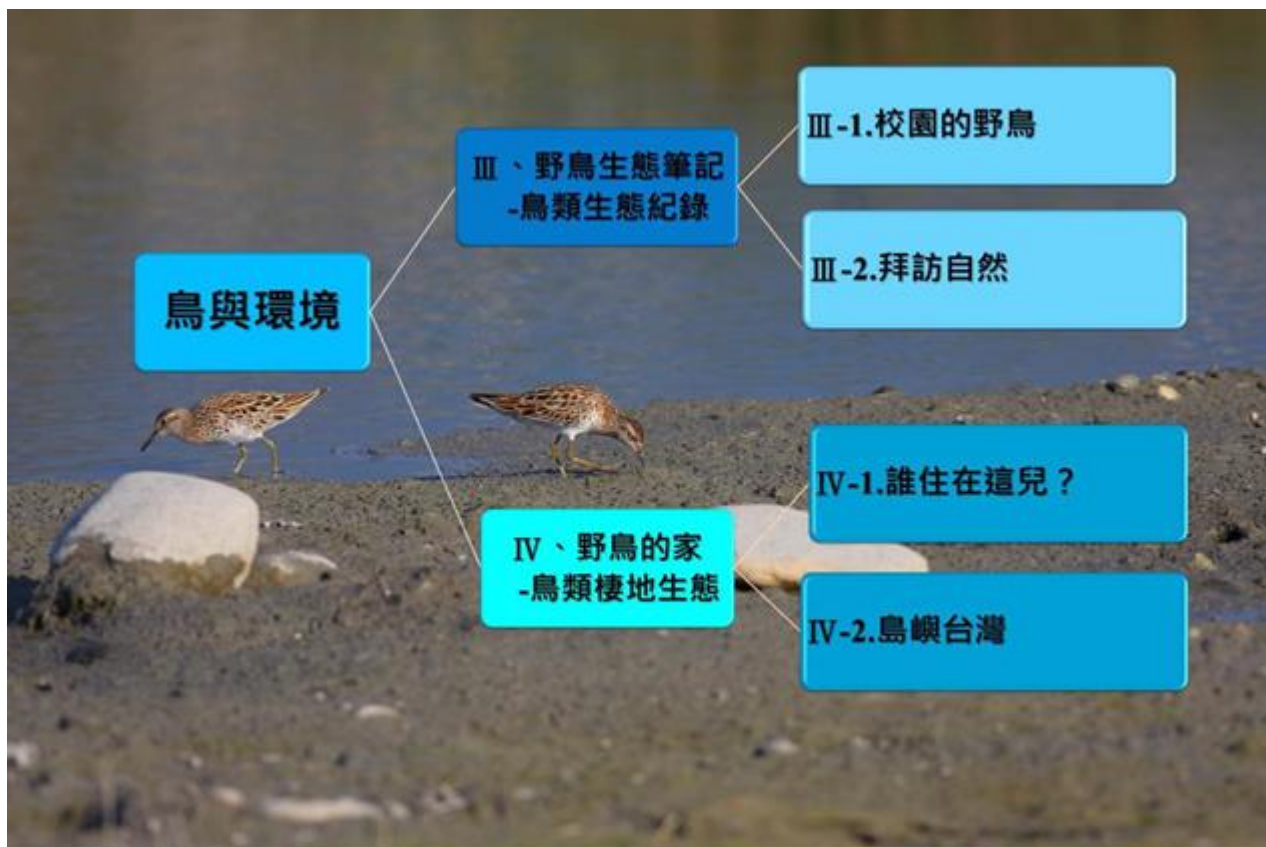 鳥與環境
Ⅲ、野鳥生態筆記
-鳥類生態紀錄
Ⅲ-1.校園的野鳥
Ⅲ-2.拜訪自然
Ⅳ、野鳥的家
-鳥類棲地生態
Ⅳ-1.誰住在這兒？
Ⅳ-2.島嶼台灣